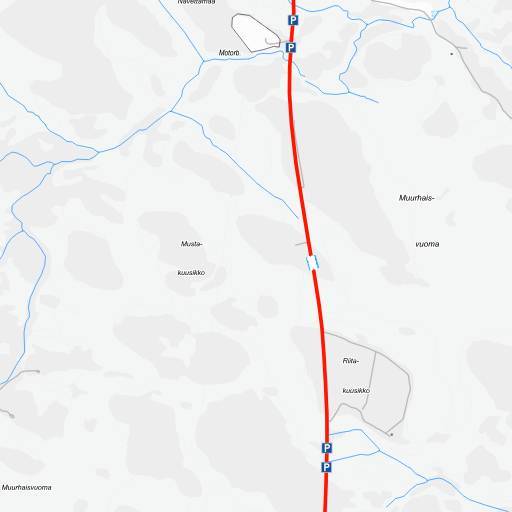 Navettamaa
P
P
Motorti
Muurhais-
vuoma
Musta-
kuusikko
Riita-
kuusikko
P
P
Muurhaisvuoma